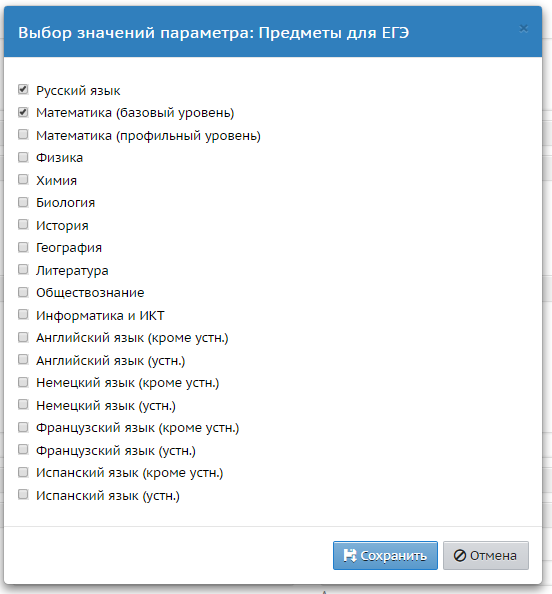 Выбор значений параметра: Предметы для ЕГЭ
×
Русский язык
Математика (базовый уровень)
Математика (профильный уровень)
Физика
Химия
Биология
История
География
Литература
Обществознание
Информатика и ИКТ
Английский язык (кроме устн.)
Английский язык (устн.)
Немецкий язык (кроме устн.)
Немецкий язык (устн.)
Французский язык (кроме устн.)
Французский язык (устн.)
Испанский язык (кроме устн.)
Испанский язык (устн.)
Сохранить
Отмена